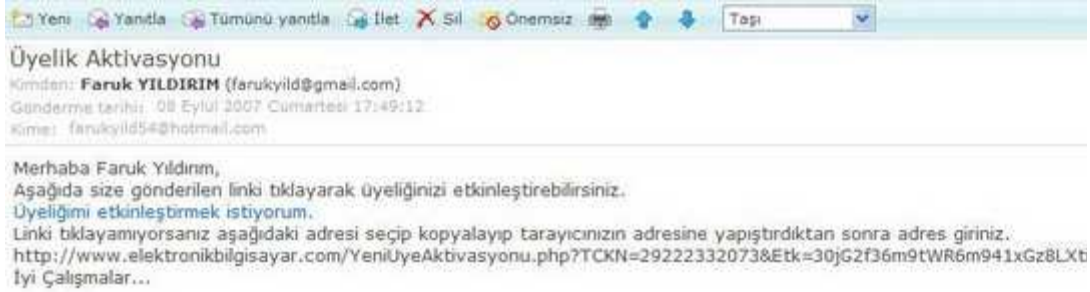 Yeni Yanıtla Tümünü yanıtla İlet Sil Önemsiz Taşı
Üyelik Aktivasyonu
Kimden: Faruk YILDIRIM (farukyild@gmail.com)
Gönderme tarihi: 08 Eylül 2007 Cumartesi 17:49:12
Kime: farukyild54@hotmail.com
Merhaba Faruk Yıldırım,
Aşağıda size gönderilen linki tıklayarak üyeliğinizi etkinleştirebilirsiniz.
Üyeliğimi etkinleştirmek istiyorum.
Linki tıklayamıyorsanız aşağıdaki adresi seçip kopyalayıp tarayıcınızın adresine yapıştırdıktan sonra adres giriniz.
http://www.elektronikbilgisayar.com/YeniUyeAktivasyonu.php?TCKN=29222332073&Etk=30jG2f36m9tWR6m941xGz8LXt
İyi Çalışmalar...